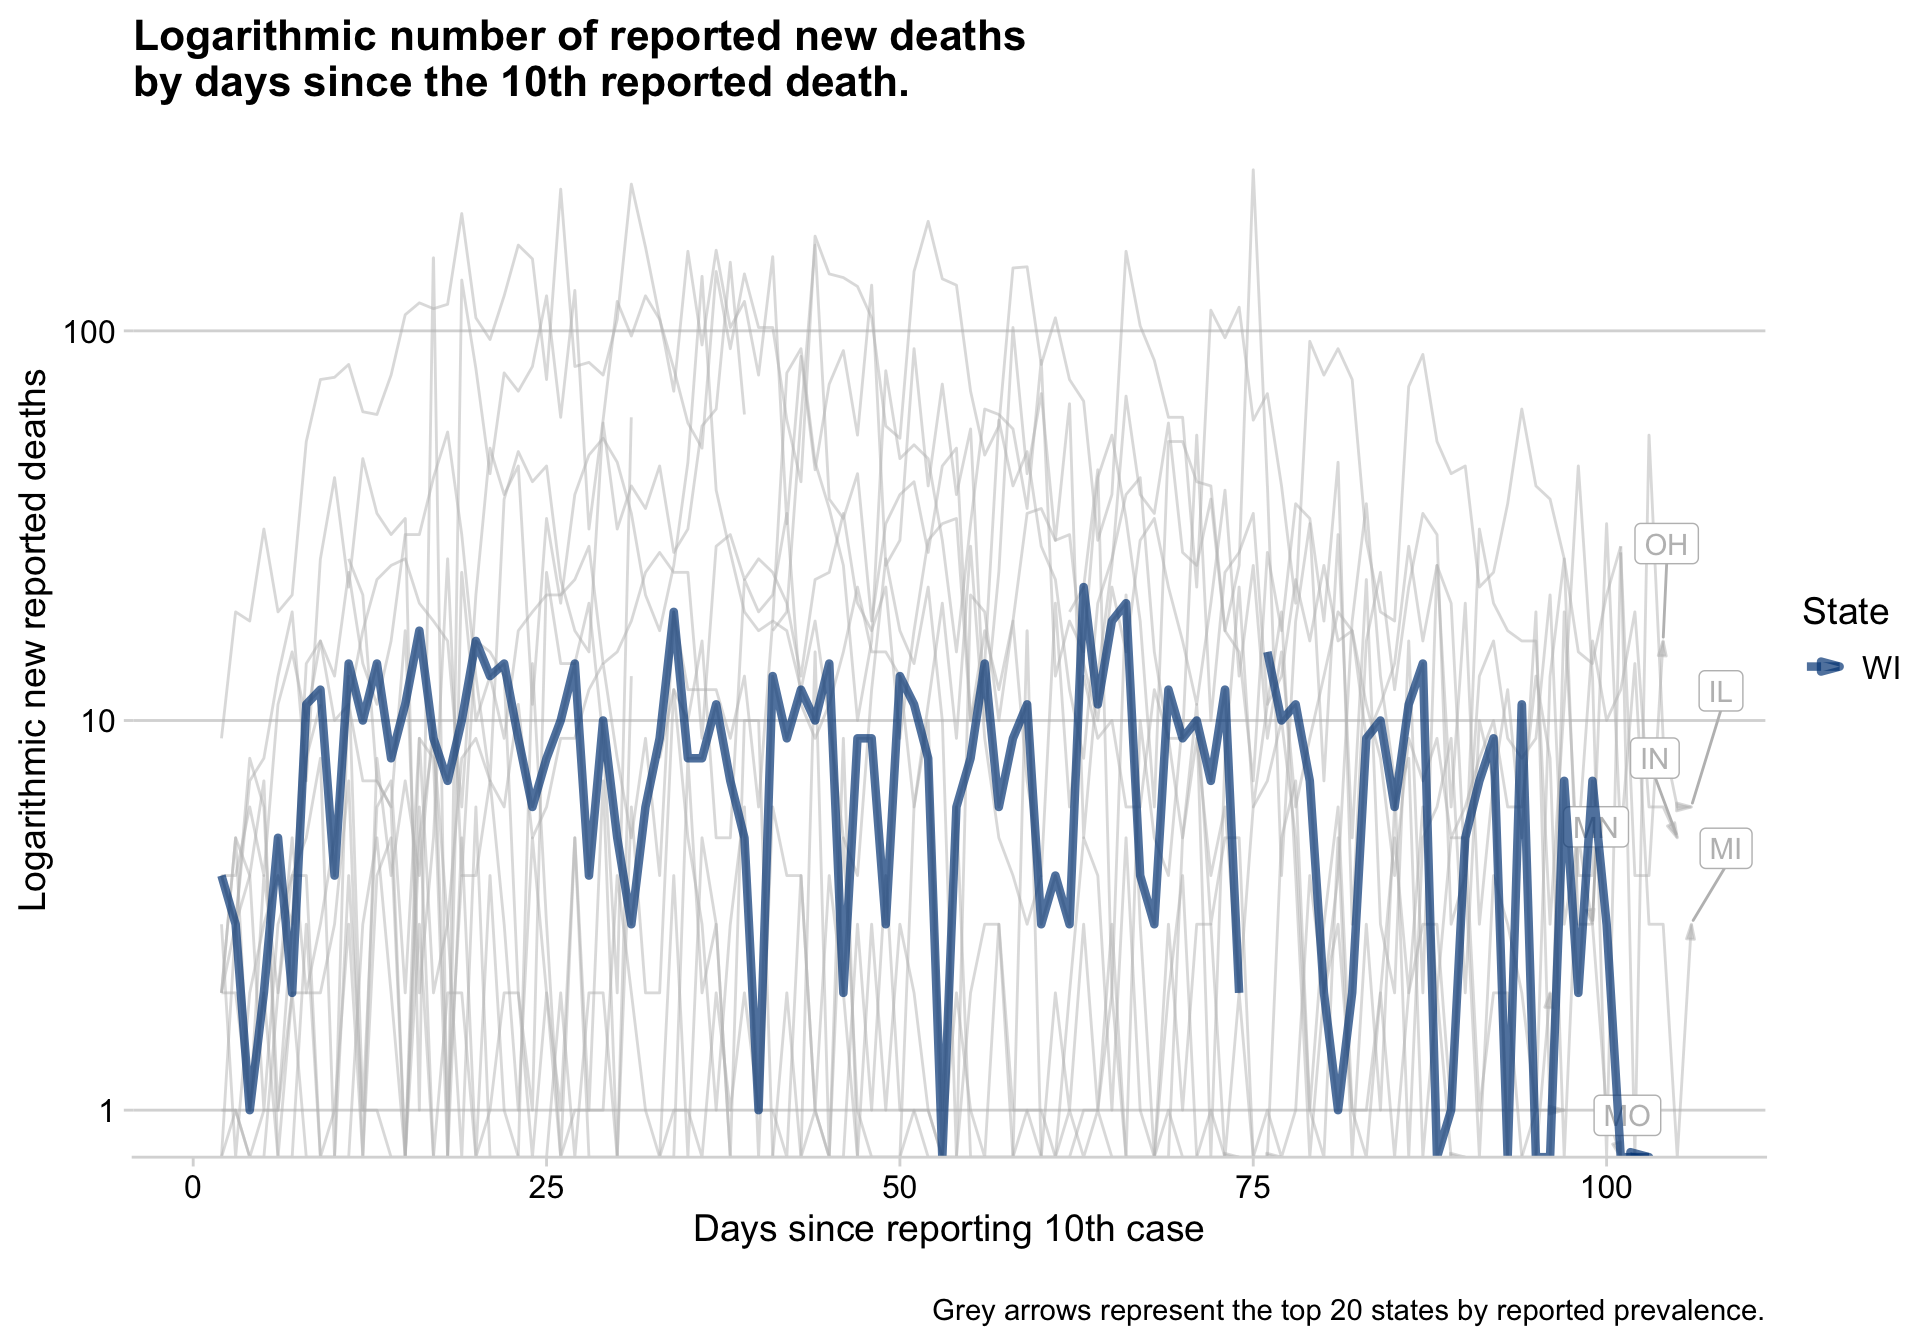 Logarithmic number of reported new deaths
by days since the 10th reported death.
Logarithmic new reported deaths
100
10
1
OH
IL
IN
MN
MI
MO
State
WI
0
25
50
75
100
Days since reporting 10th case
Grey arrows represent the top 20 states by reported prevalence.